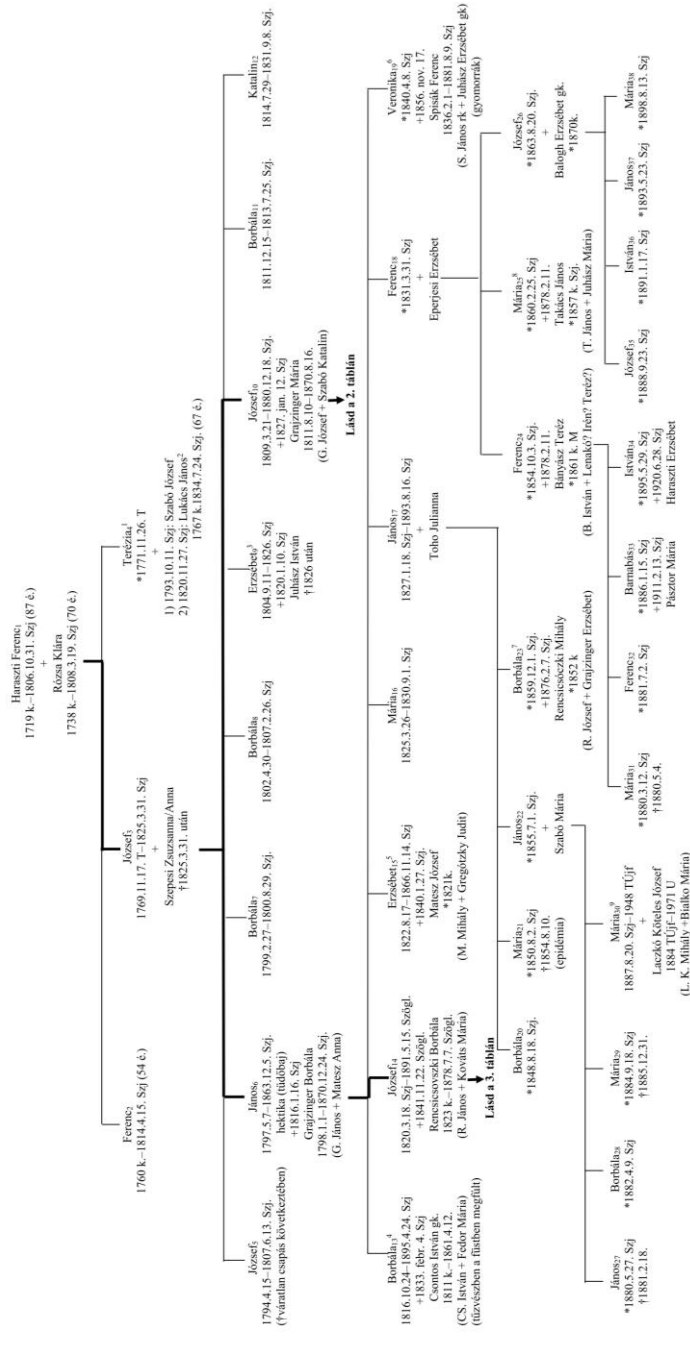 Haraszti Ferenc₁
1719 k.–1806.10.31. Szj (87 é.)
+
Rózsa Klára
1738 k.–1808.3.19. Szj (70 é.)
Ferenc₂
1760 k.–1814.4.15. Szj (54 é.)
József₃
1769.11.17. T–1825.3.31. Szj
+
Szepesi Zsuzsanna/Anna
†1825.3.31. után
Terézia₄¹
*1771.11.26. T
+
1) 1793.10.11. Szj: Szabó József
2) 1820.11.27. Szj: Lukács János²
1767 k.1834.7.24. Szj. (67 é.)
József₅
1794.4.15–1807.6.13. Szj.
(†váratlan csapás következtében)
János₆
1797.5.7–1863.12.5. Szj.
hektika (tüdőbaj)
+1816.1.16. Szj
Grajzinger Borbála
1798.1.1–1870.12.24. Szj.
(G. János + Matesz Anna)
Borbála₇
1799.2.27–1800.8.29. Szj.
Borbála₈
1802.4.30–1807.2.26. Szj
Erzsébet₉³
1804.9.11–1826. Szj
+1820.1.10. Szj
Juhász István
†1826 után
József₁₀
1809.3.21–1880.12.18. Szj.
+1827. jan. 12. Szj
Grajzinger Mária
1811.8.10–1870.8.16.
(G. József + Szabó Katalin)
Lásd a 2. táblán
Borbála₁₁
1811.12.15–1813.7.25. Szj.
Katalin₁₂
1814.7.29–1831.9.8. Szj.
Borbála₁₃⁴
1816.10.24–1895.4.24. Szj
+1833. febr. 4. Szj
Csontos István gk.
1811 k.–1861.4.12.
(CS. István + Fedor Mária)
(tűzvészben a füstben megfúlt)
József₁₄
1820.3.18. Szj–1891.5.15. Szögl.
+1841.11.22. Szögl.
Rencsicsovszki Borbála
1823 k.–1878.7.7. Szögl.
(R. János + Kováts Mária)
Lásd a 3. táblán
Erzsébet₁₅⁵
1822.8.17–1866.11.14. Szj
+1840.1.27. Szj.
Matesz József
*1821k.
(M. Mihály + Gregótzky Judit)
Mária₁₆
1825.3.26–1830.9.1. Szj
János₁₇
1827.1.18. Szj–1893.8.16. Szj
+
Toho Julianna
Ferenc₁₈
*1831.3.31. Szj
+
Eperjesi Erzsébet
Veronika₁₉⁶
*1840.4.8. Szj
+1856. nov. 17.
Spisák Ferenc
1836.2.1–1881.8.9. Szj
(S. János rk + Juhász Erzsébet gk)
(gyomorrák)
Borbála₂₀
*1848.8.18. Szj.
Mária₂₁
*1850.8.2. Szj
†1854.8.10.
(epidémia)
János₂₂
*1855.7.1. Szj.
+
Szabó Mária
Borbála₂₃⁷
*1859.12.1. Szj.
+1876.2.7. Szj.
Rencsicsóczki Mihály
*1852 k
(R. József + Grajzinger Erzsébet)
Ferenc₂₄
*1854.10.3. Szj.
+1878.2.11.
Bányász Teréz
*1861 k. M
(B. István + Lenakó? Irén? Teréz?)
Mária₂₅⁸
*1860.2.25. Szj
+1878.2.11.
Takács János
*1857 k. Szj.
(T. János + Juhász Mária)
József₂₆
*1863.8.20. Szj.
+
Balogh Erzsébet gk.
*1870k.
János₂₇
*1880.5.27. Szj
†1881.2.18.
Borbála₂₈
*1882.4.9. Szj
Mária₂₉
*1884.9.18. Szj
†1885.12.31.
Mária₃₀⁹
1887.8.20. Szj–1948 TÚjf
+
Laczkó Köteles József
1884 TÚjf–1971 U
(L. K. Mihály +Bialko Mária)
Mária₃₁
*1880.3.12. Szj
†1880.5.4.
Ferenc₃₂
*1881.7.2. Szj
Barnabás₃₃
*1886.1.15. Szj
+1911.2.13. Szj
Pásztor Mária
István₃₄
*1895.5.29. Szj
+1920.6.28. Szj
Haraszti Erzsébet
József₃₅
*1888.9.23. Szj
István₃₆
*1891.1.17. Szj
János₃₇
*1893.5.23. Szj
Mária₃₈
*1898.8.13. Szj